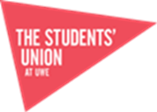 THE STUDENTS'
UNION
AT UWE